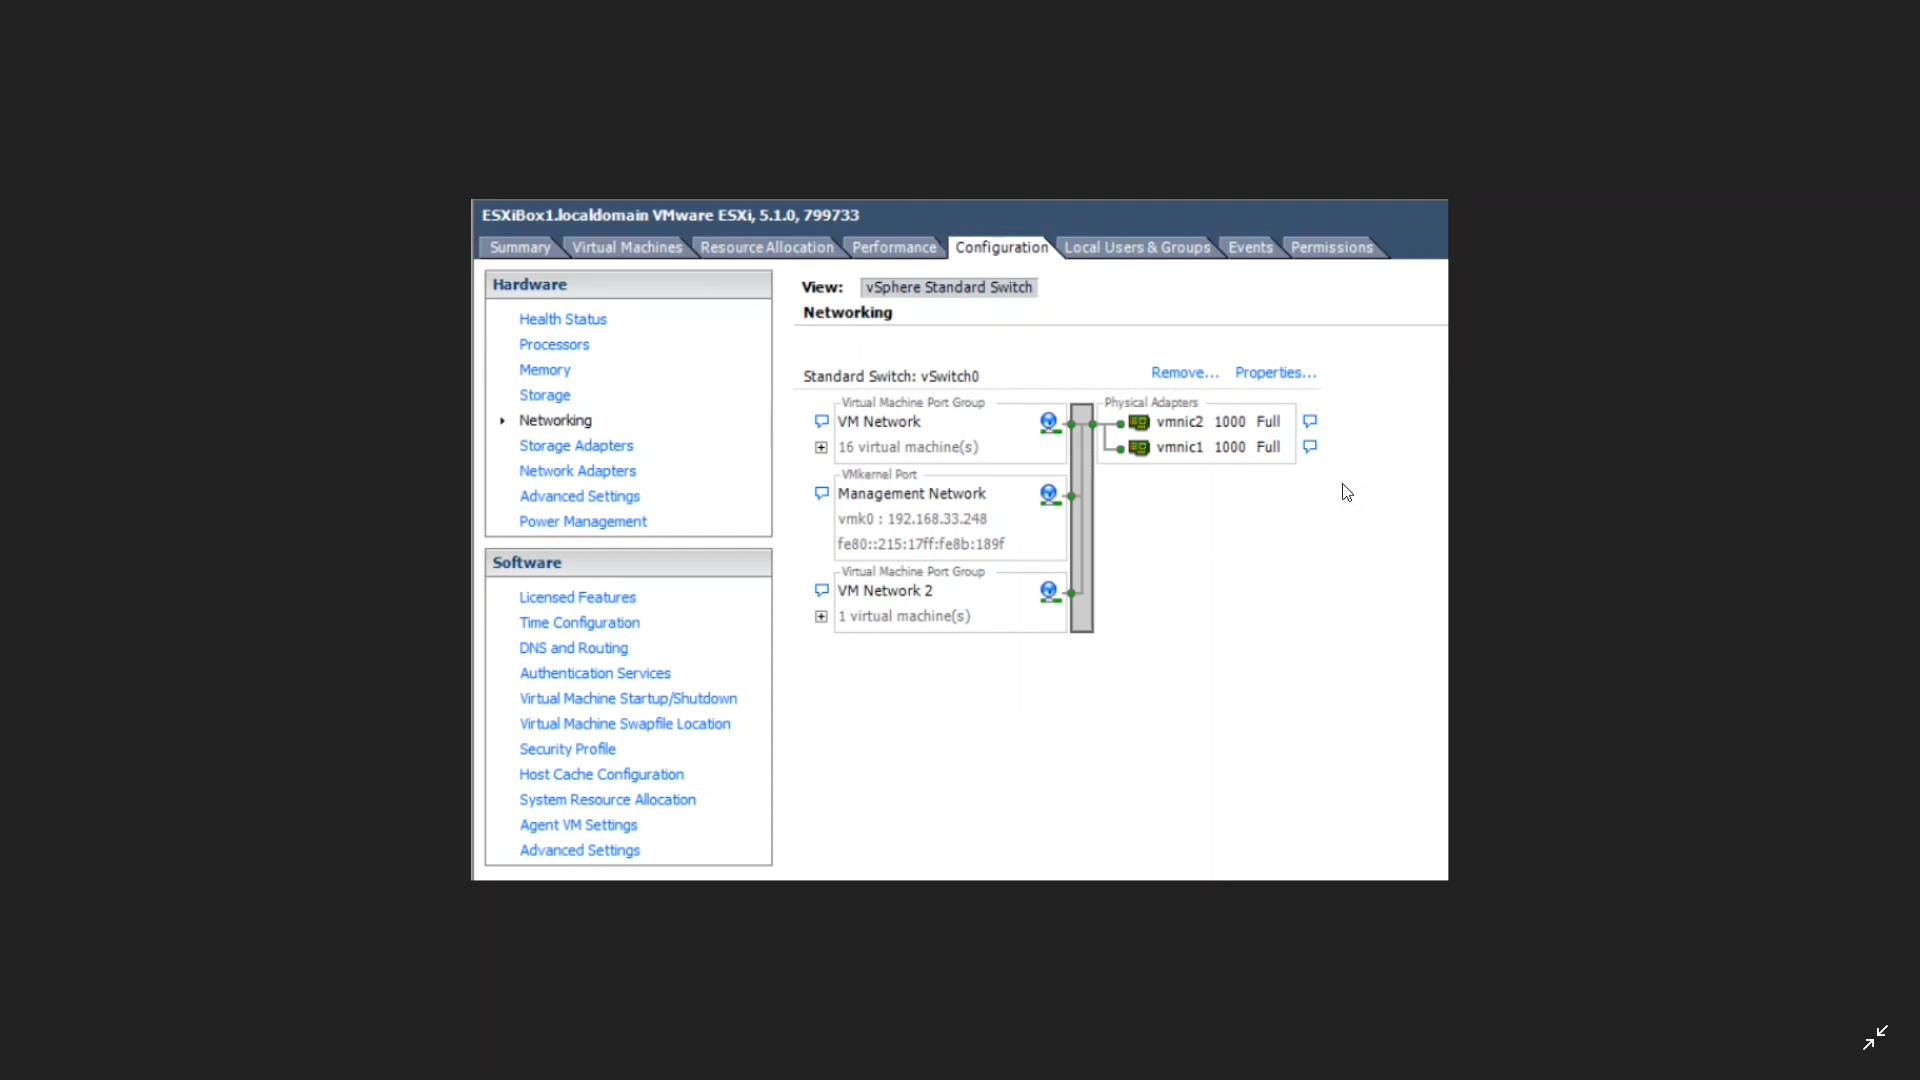 ESXiBox1.localdomain VMware ESXi, 5.1.0, 799733
Summary Virtual Machines Resource Allocation Performance Configuration Local Users & Groups Events Permissions
Hardware
Health Status
Processors
Memory
Storage
Networking
Storage Adapters
Network Adapters
Advanced Settings
Power Management
Software
Licensed Features
Time Configuration
DNS and Routing
Authentication Services
Virtual Machine Startup/Shutdown
Virtual Machine Swapfile Location
Security Profile
Host Cache Configuration
System Resource Allocation
Agent VM Settings
Advanced Settings
View: vSphere Standard Switch
Networking
Standard Switch: vSwitch0 Remove... Properties...
Virtual Machine Port Group
VM Network
16 virtual machine(s)
VMkernel Port
Management Network
vmk0 : 192.168.33.248
fe80::215:17ff:fe8b:189f
Virtual Machine Port Group
VM Network 2
1 virtual machine(s)
Physical Adapters
vmnic2 1000 Full
vmnic1 1000 Full